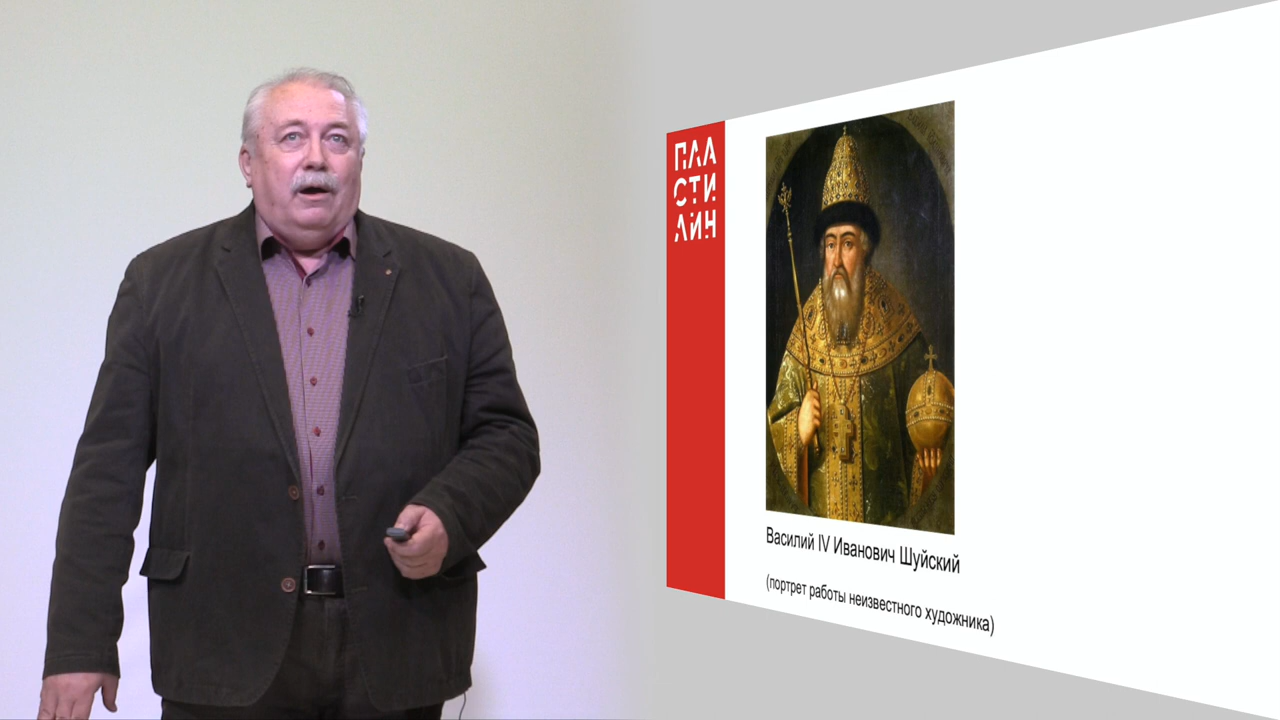 ПЛА
СТИ
ЛИН
Василий IV Иванович Шуйский
(портрет работы неизвестного художника)